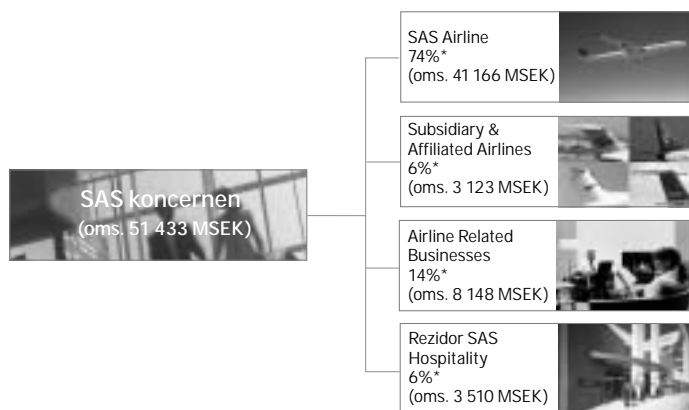 SAS koncernen
(oms. 51 433 MSEK)
SAS Airline
74%*
(oms. 41 166 MSEK)
Subsidiary &
Affiliated Airlines
6%*
(oms. 3 123 MSEK)
Airline Related
Businesses
14%*
(oms. 8 148 MSEK)
Rezidor SAS
Hospitality
6%*
(oms. 3 510 MSEK)